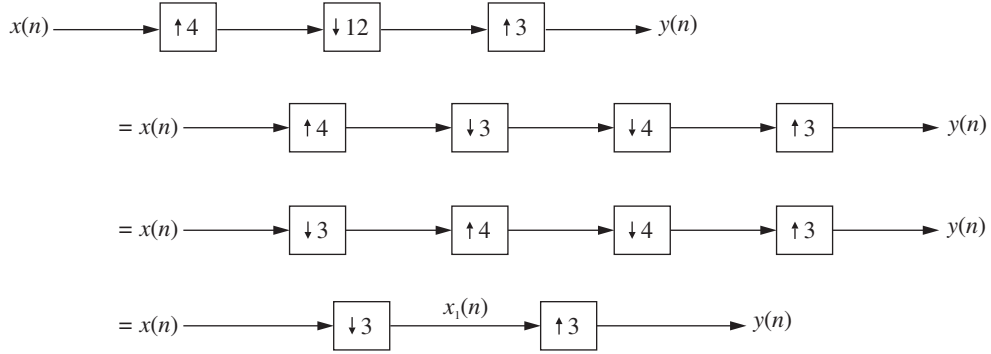 x(n) ↑4 ↓12 ↑3 y(n)
= x(n) ↑4 ↓3 ↓4 ↑3 y(n)
= x(n) ↓3 ↑4 ↓4 ↑3 y(n)
= x(n) ↓3 x₁(n) ↑3 y(n)